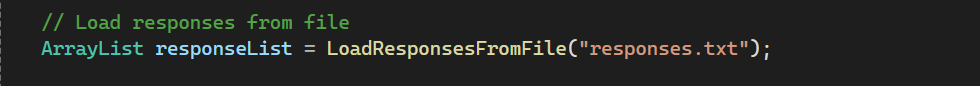 // Load responses from file
ArrayList responseList = LoadResponsesFromFile("responses.txt");